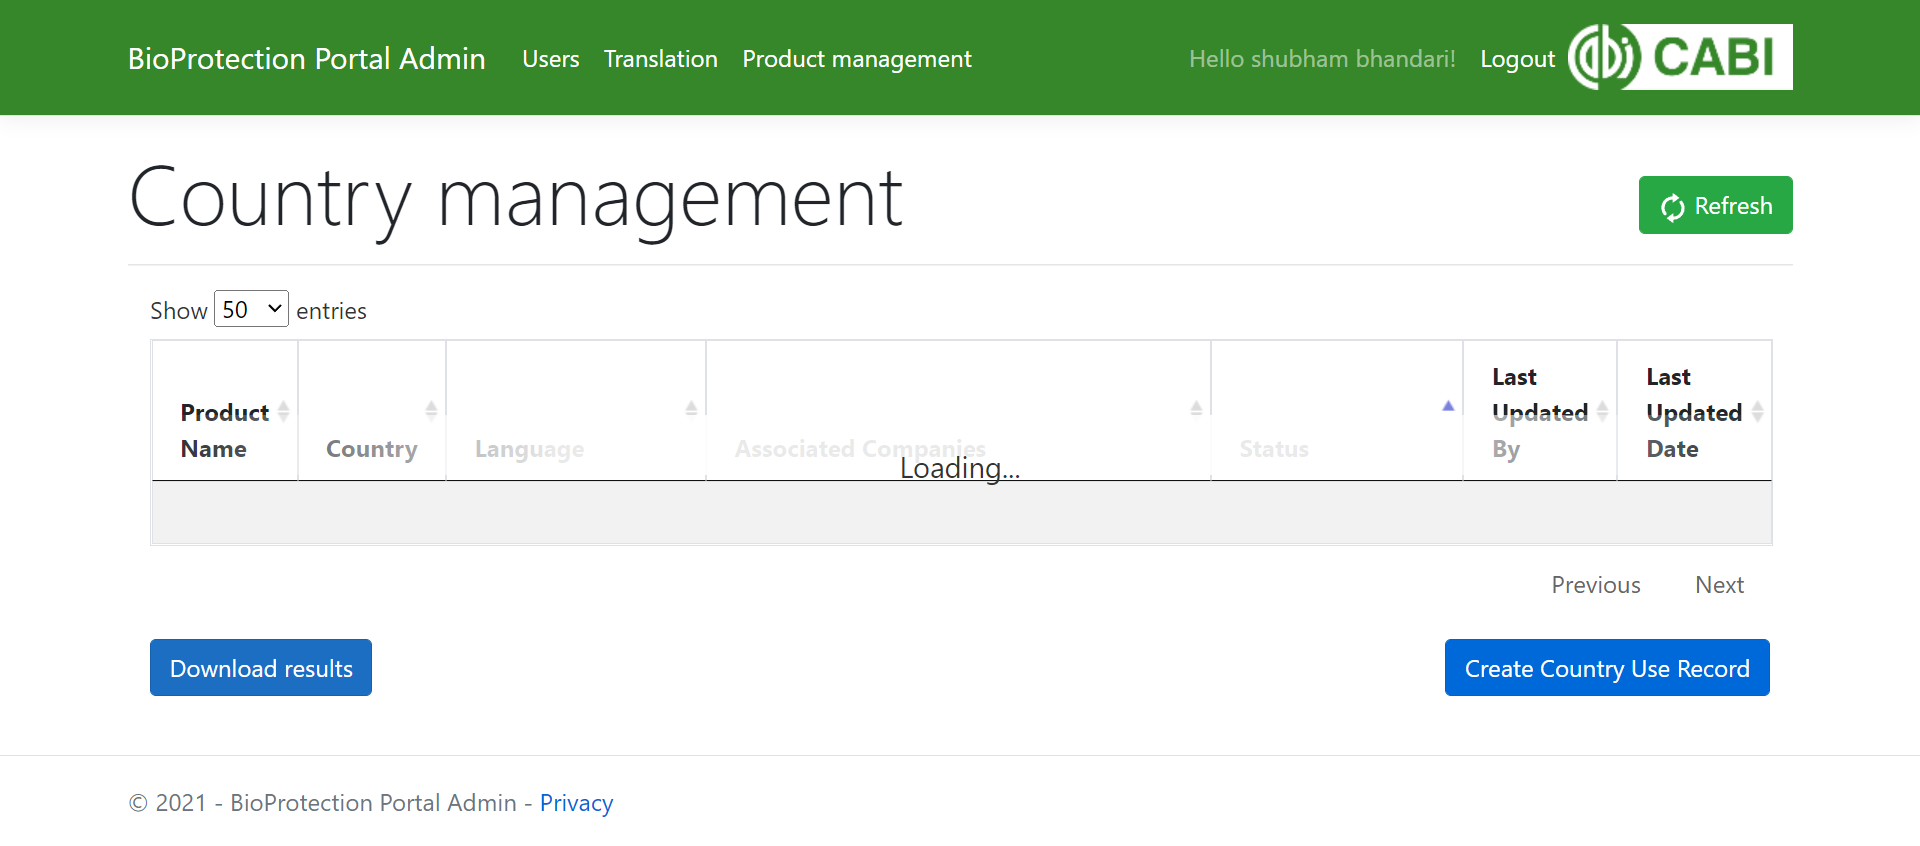 BioProtection Portal Admin Users Translation Product management Hello shubham bhandari! Logout CABI
Country management
Refresh
Show 50 entries
Product Name Country Language Associated Companies Status Last Updated By Last Updated Date
Loading...
Previous Next
Download results Create Country Use Record
© 2021 - BioProtection Portal Admin - Privacy